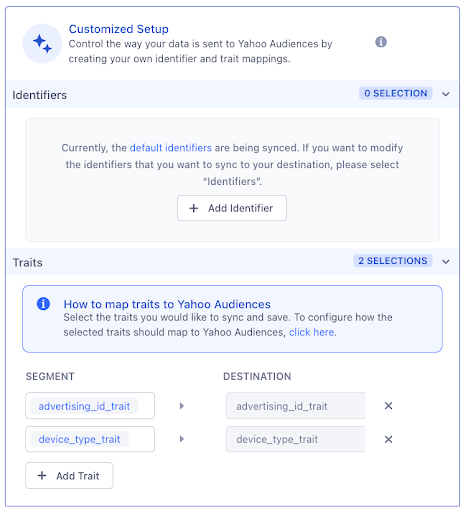 Customized Setup
Control the way your data is sent to Yahoo Audiences by
creating your own identifier and trait mappings.
Identifiers
0 SELECTION
Currently, the default identifiers are being synced. If you want to modify
the identifiers that you want to sync to your destination, please select
“Identifiers”.
+ Add Identifier
Traits
2 SELECTIONS
How to map traits to Yahoo Audiences
Select the traits you would like to sync and save. To configure how the
selected traits should map to Yahoo Audiences, click here.
SEGMENT
DESTINATION
advertising_id_trait
advertising_id_trait
device_type_trait
device_type_trait
+ Add Trait